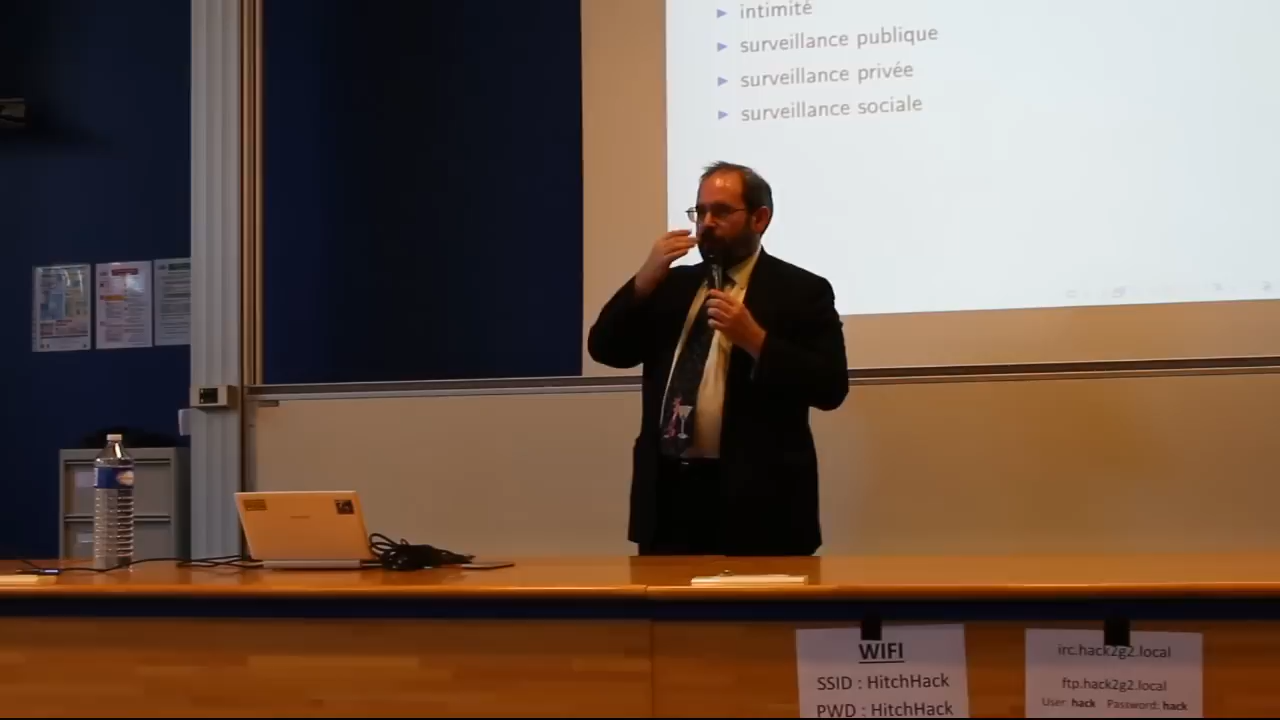 intimité
surveillance publique
surveillance privée
surveillance sociale
WIFI
SSID : HitchHack
PWD : HitchHack
irc.hack2g2.local
ftp.hack2g2.local
User: hack Password: hack